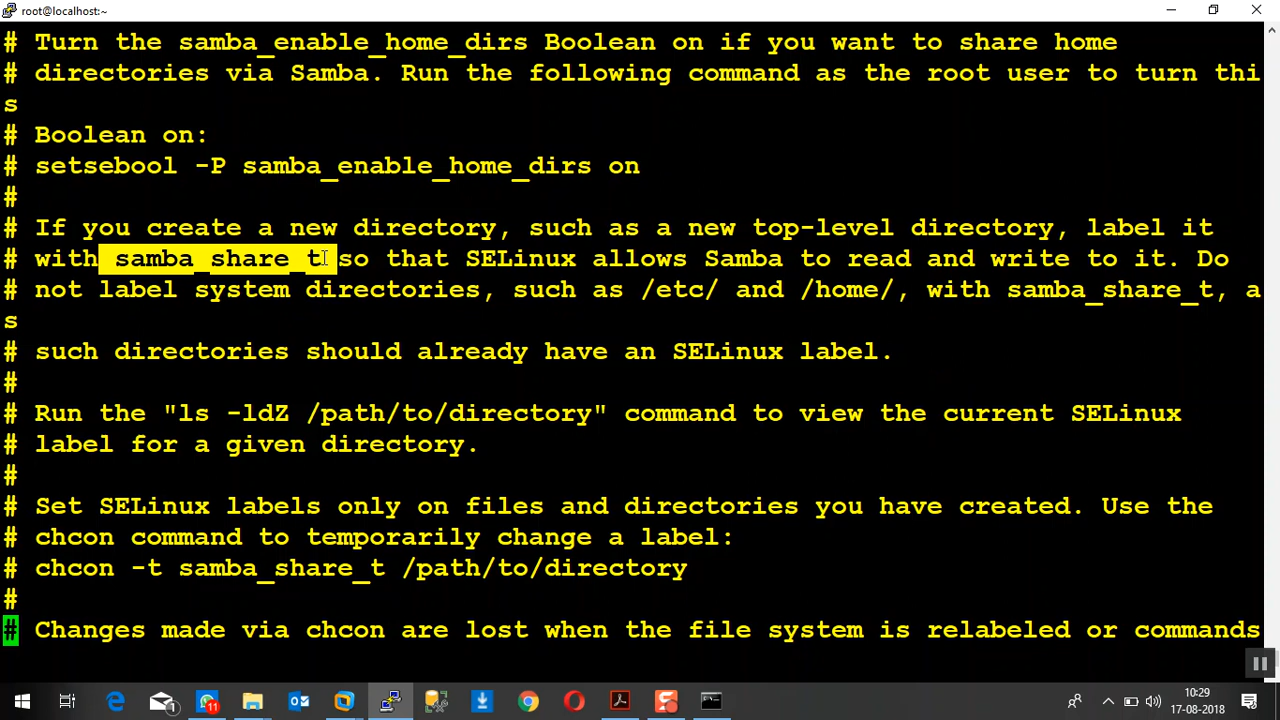 root@localhost:~
# Turn the samba_enable_home_dirs Boolean on if you want to share home
# directories via Samba. Run the following command as the root user to turn thi
s
# Boolean on:
# setsebool -P samba_enable_home_dirs on
#
# If you create a new directory, such as a new top-level directory, label it
# with samba_share_t so that SELinux allows Samba to read and write to it. Do
# not label system directories, such as /etc/ and /home/, with samba_share_t, a
s
# such directories should already have an SELinux label.
#
# Run the "ls -ldZ /path/to/directory" command to view the current SELinux
# label for a given directory.
#
# Set SELinux labels only on files and directories you have created. Use the
# chcon command to temporarily change a label:
# chcon -t samba_share_t /path/to/directory
#
# Changes made via chcon are lost when the file system is relabeled or commands
11
1
10:29
17-08-2018